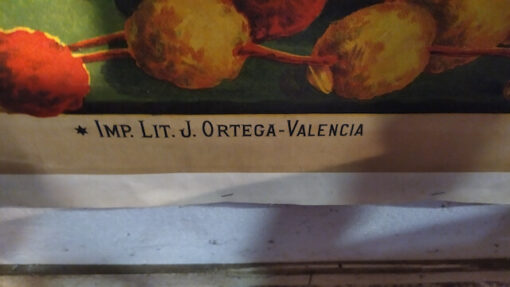 ★ IMP. LIT. J. ORTEGA-VALENCIA